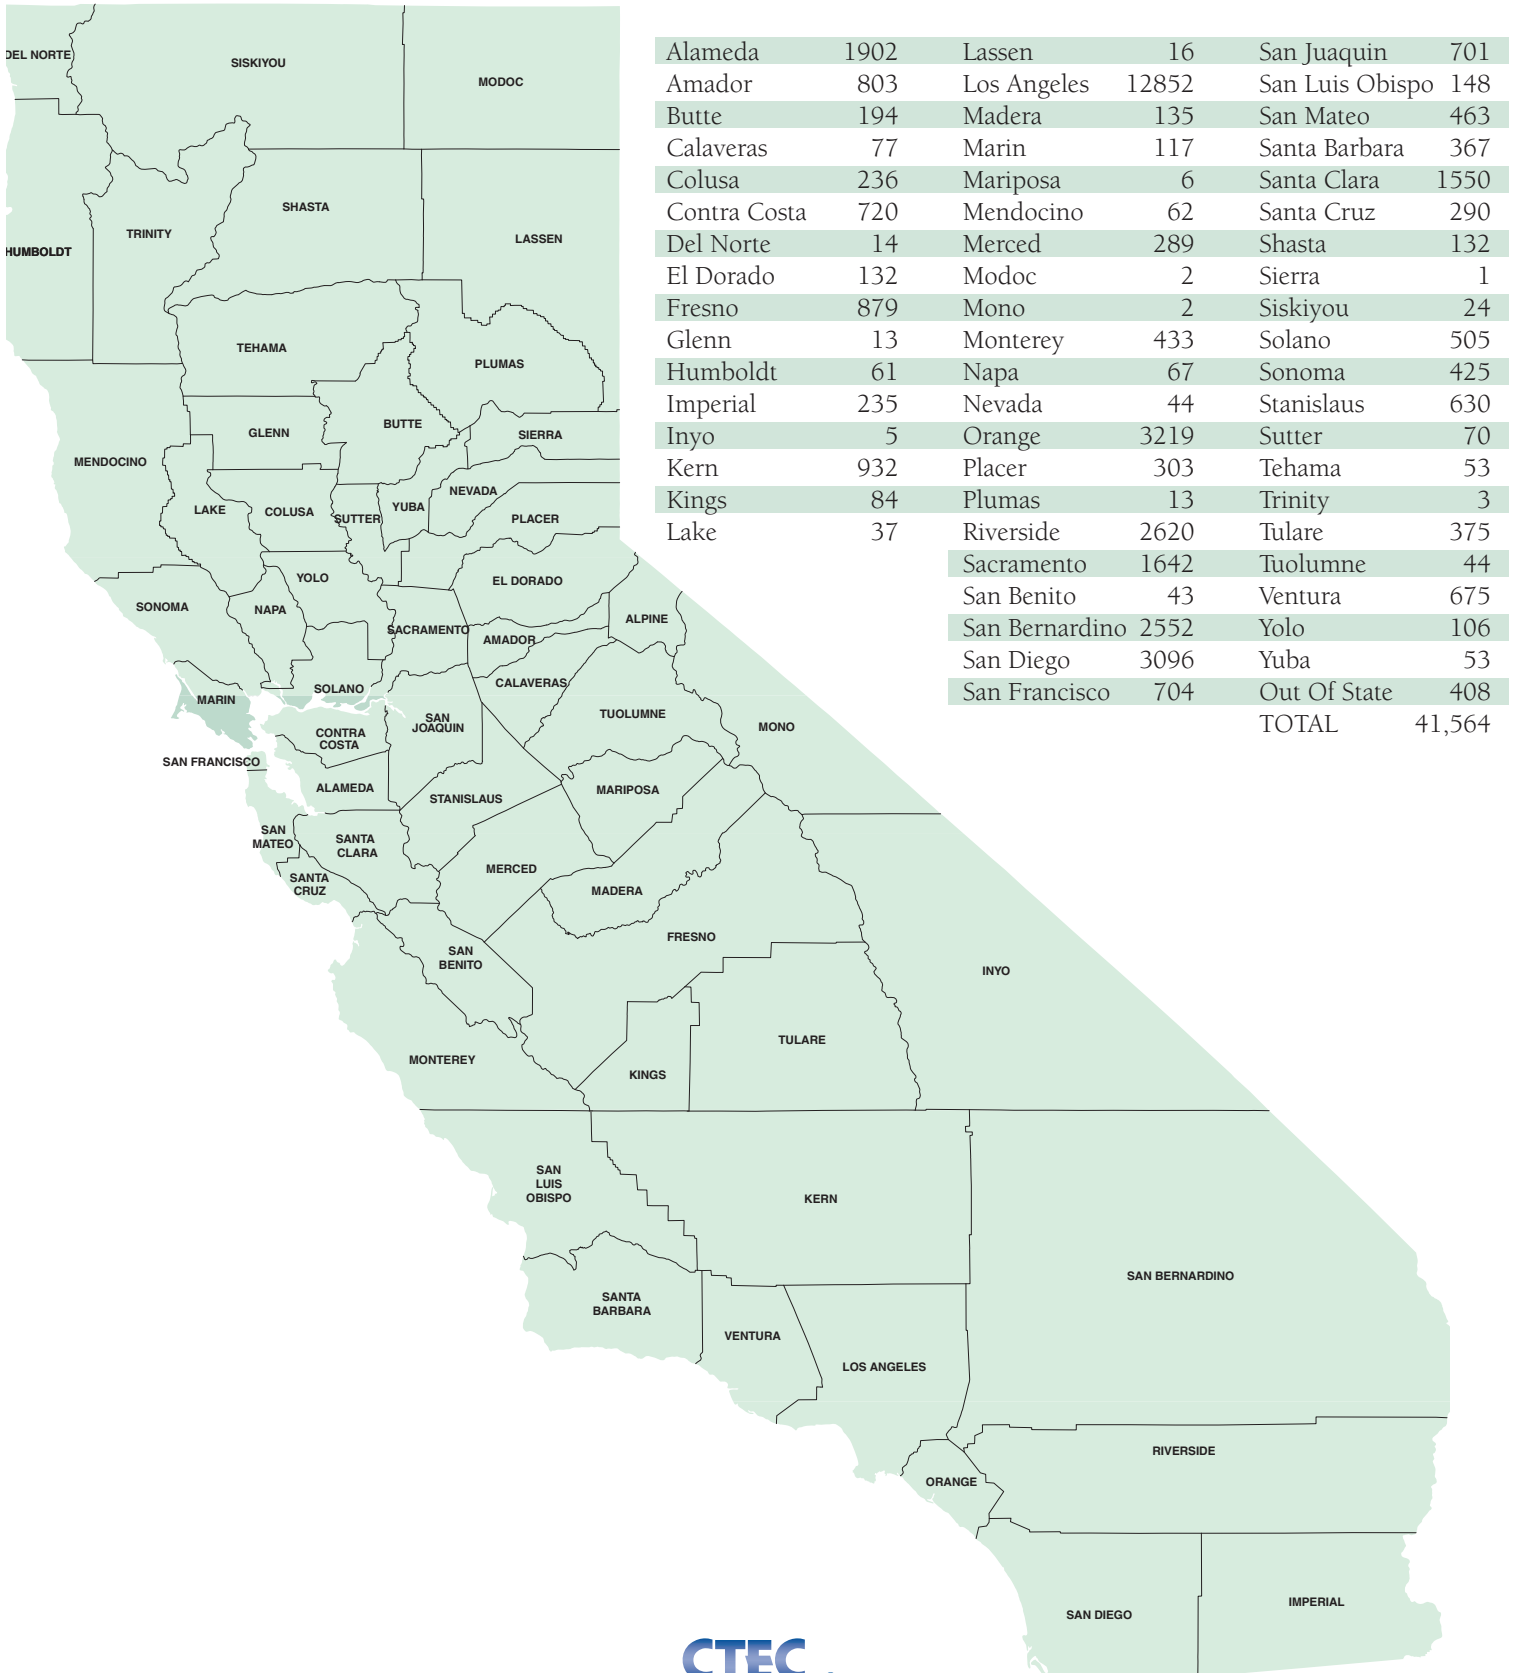 DEL NORTE
SISKIYOU
MODOC
HUMBOLDT
TRINITY
SHASTA
LASSEN
TEHAMA
PLUMAS
MENDOCINO
GLENN
BUTTE
SIERRA
LAKE
COLUSA
SUTTER
YUBA
NEVADA
PLACER
SONOMA
NAPA
YOLO
EL DORADO
SACRAMENTO
AMADOR
ALPINE
MARIN
SOLANO
CALAVERAS
SAN FRANCISCO
CONTRA
COSTA
SAN
JOAQUIN
TUOLUMNE
MONO
ALAMEDA
STANISLAUS
MARIPOSA
SAN
MATEO
SANTA
CLARA
SANTA
CRUZ
MERCED
MADERA
FRESNO
SAN
BENITO
INYO
MONTEREY
KINGS
TULARE
SAN
LUIS
OBISPO
KERN
SAN BERNARDINO
SANTA
BARBARA
VENTURA
LOS ANGELES
RIVERSIDE
ORANGE
SAN DIEGO
IMPERIAL
Alameda 1902
Amador 803
Butte 194
Calaveras 77
Colusa 236
Contra Costa 720
Del Norte 14
El Dorado 132
Fresno 879
Glenn 13
Humboldt 61
Imperial 235
Inyo 5
Kern 932
Kings 84
Lake 37
Lassen 16
Los Angeles 12852
Madera 135
Marin 117
Mariposa 6
Mendocino 62
Merced 289
Modoc 2
Mono 2
Monterey 433
Napa 67
Nevada 44
Orange 3219
Placer 303
Plumas 13
Riverside 2620
Sacramento 1642
San Benito 43
San Bernardino 2552
San Diego 3096
San Francisco 704
San Juaquin 701
San Luis Obispo 148
San Mateo 463
Santa Barbara 367
Santa Clara 1550
Santa Cruz 290
Shasta 132
Sierra 1
Siskiyou 24
Solano 505
Sonoma 425
Stanislaus 630
Sutter 70
Tehama 53
Trinity 3
Tulare 375
Tuolumne 44
Ventura 675
Yolo 106
Yuba 53
Out Of State 408
TOTAL 41,564
CTEC